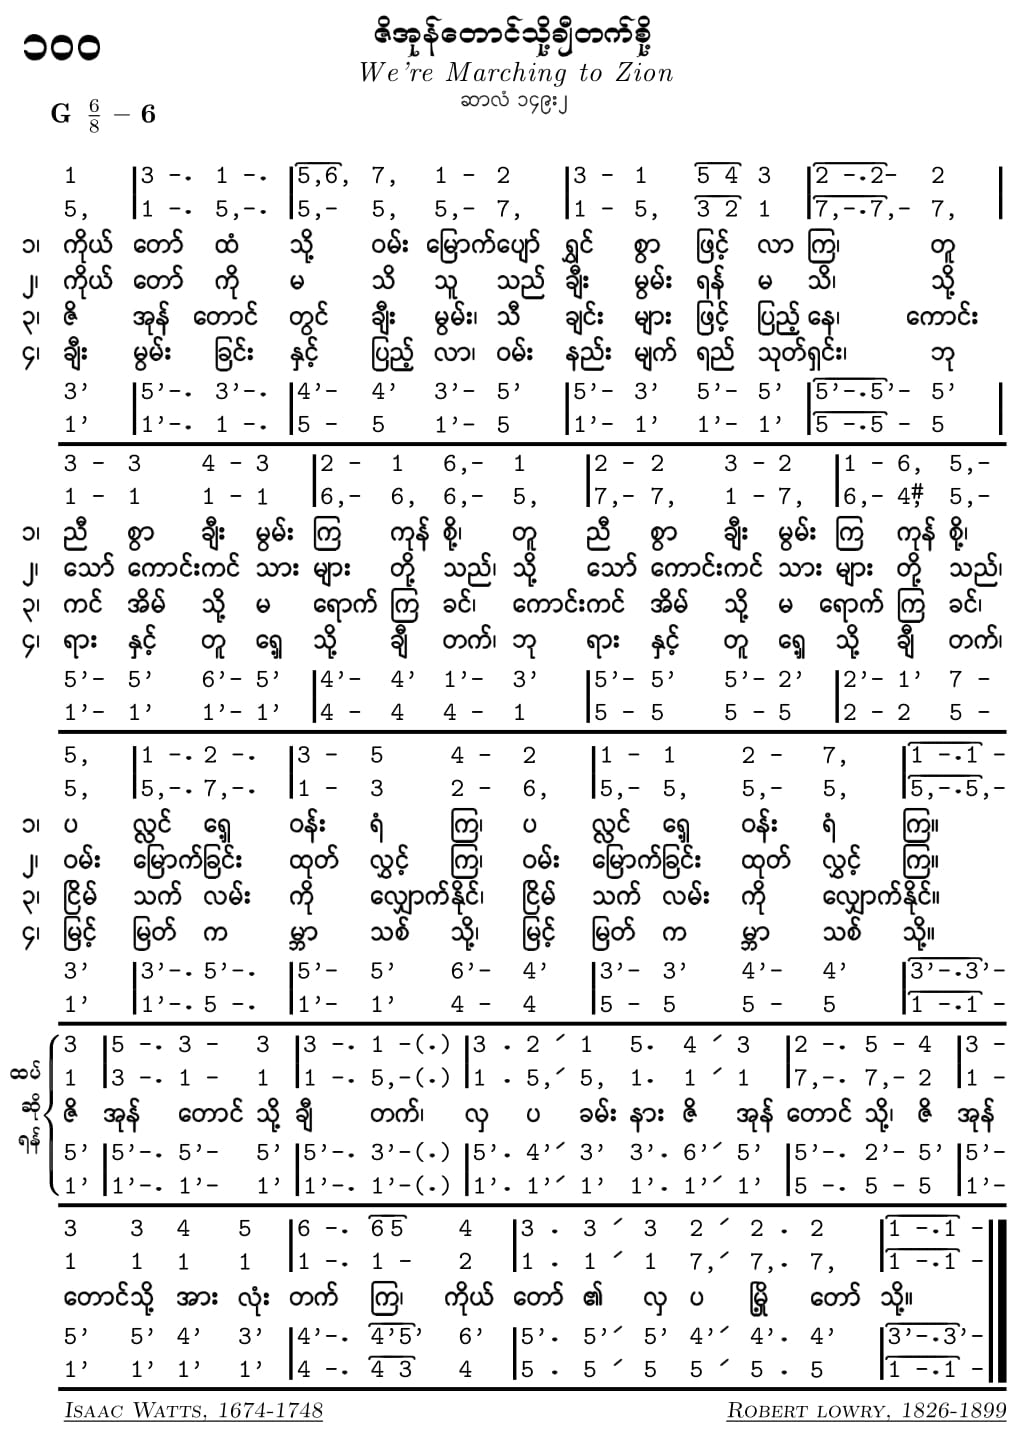 ၁၀၀
ဇိအုန်တောင်သို့ချီတက်စို့
We're Marching to Zion
ဆာလံ ၁၄၉း၂
G 6/8 – 6
1 |3 -. 1 -. |5,6, 7, 1 - 2 |3 - 1 5 4 3 |2 -.2- 2 |
5, |1 -. 5,-. |5,- 5, 5,- 7, |1 - 5, 3 2 1 |7,-.7,- 7, |
၁၊ ကိုယ် တော် ထံ သို့ ဝမ်း မြောက်ပျော် ရွှင် စွာ ဖြင့် လာ ကြ၊ တူ
၂၊ ကိုယ် တော် ကို မ သိ သူ သည် ချီး မွမ်း ရန် မ သိ၊ သို့
၃၊ ဇိ အုန် တောင် တွင် ချီး မွမ်း၊ သီ ချင်း များ ဖြင့် ပြည့် နေ၊ ကောင်း
၄၊ ချီး မွမ်း ခြင်း နှင့် ပြည့် လာ၊ ဝမ်း နည်း မျက် ရည် သုတ်ရှင်း၊ ဘု
3’ |5’-. 3’-. |4’- 4’ 3’- 5’ |5’- 3’ 5’- 5’ |5’-.5’- 5’ |
1’ |1’-. 1 -. |5 - 5 1’- 5 |1’- 1’ 1’- 1’ |5 -.5 - 5 |
3 - 3 4 - 3 |2 - 1 6,- 1 |2 - 2 3 - 2 |1 - 6, 5,-
1 - 1 1 - 1 |6,- 6, 6,- 5, |7,- 7, 1 - 7, |6,- 4#, 5,-
၁၊ ညီ စွာ ချီး မွမ်း ကြ ကုန် စို့၊ တူ ညီ စွာ ချီး မွမ်း ကြ ကုန် စို့၊
၂၊ သော် ကောင်းကင် သား များ တို့ သည်၊ သို့ သော် ကောင်းကင် သား များ တို့ သည်၊
၃၊ ကင် အိမ် သို့ မ ရောက် ကြ ခင်၊ ကောင်းကင် အိမ် သို့ မ ရောက် ကြ ခင်၊
၄၊ ရား နှင့် တူ ရှေ့ သို့ ချီ တက်၊ ဘု ရား နှင့် တူ ရှေ့ သို့ ချီ တက်၊
5’- 5’ 6’- 5’ |4’- 4’ 1’- 3’ |5’- 5’ 5’- 2’ |2’- 1’ 7 -
1’- 1’ 1’- 1’ |4 - 4 4 - 1 |5 - 5 5 - 5 |2 - 2 5 -
5, |1 -. 2 -. |3 - 5 4 - 2 |1 - 1 2 - 7, |1 -.1 -
5, |5,-. 7,-. |1 - 3 2 - 6, |5,- 5, 5,- 5, |5,-.5,-
၁၊ ပ လ္လင် ရှေ့ ဝန်း ရံ ကြ၊ ပ လ္လင် ရှေ့ ဝန်း ရံ ကြ။
၂၊ ဝမ်း မြောက်ခြင်း ထုတ် လွှင့် ကြ၊ ဝမ်း မြောက်ခြင်း ထုတ် လွှင့် ကြ။
၃၊ ငြိမ် သက် လမ်း ကို လျှောက်နိုင်၊ ငြိမ် သက် လမ်း ကို လျှောက်နိုင်။
၄၊ မြင့် မြတ် က မ္ဘာ သစ် သို့၊ မြင့် မြတ် က မ္ဘာ သစ် သို့။
3’ |3’-. 5’-. |5’- 5’ 6’- 4’ |3’- 3’ 4’- 4’ |3’-.3’-
1’ |1’-. 5 -. |1’- 1’ 4 - 4 |5 - 5 5 - 5 |1 -.1 -
ထပ် ဆို ရန်
3 |5 -. 3 - 3 |3 -. 1 -(.) |3 . 2 ′ 1 5. 4 ′ 3 |2 -. 5 - 4 |3 -
1 |3 -. 1 - 1 |1 -. 5,-(.) |1 . 5,′ 5, 1. 1 ′ 1 |7,-. 7,- 2 |1 -
ဇိ အုန် တောင် သို့ ချီ တက်၊ လှ ပ ခမ်း နား ဇိ အုန် တောင် သို့၊ ဇိ အုန်
5’ |5’-. 5’- 5’ |5’-. 3’-(.) |5’. 4’′ 3’ 3’. 6’′ 5’ |5’-. 2’- 5’ |5’-
1’ |1’-. 1’- 1’ |1’-. 1’-(.) |1’. 1’′ 1’ 1’. 1’′ 1’ |5 -. 5 - 5 |1’-
3 3 4 5 |6 -. 6 5 4 |3 . 3 ′ 3 2 ′ 2 . 2 |1 -.1 -
1 1 1 1 |1 -. 1 - 2 |1 . 1 ′ 1 7,′ 7,. 7, |1 -.1 -
တောင်သို့ အား လုံး တက် ကြ၊ ကိုယ် တော် ၏ လှ ပ မြို့ တော် သို့။
5’ 5’ 4’ 3’ |4’-. 4’5’ 6’ |5’. 5’′ 5’ 4’′ 4’. 4’ |3’-.3’-
1’ 1’ 1’ 1’ |4 -. 4 3 4 |5 . 5 ′ 5 5 ′ 5 . 5 |1 -.1 -
Isaac Watts, 1674-1748
Robert lowry, 1826-1899